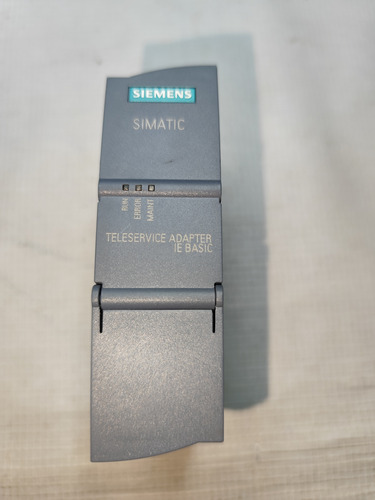 SIEMENS
SIMATIC
RUN
ERROR
MAINT
TELESERVICE ADAPTER
IE BASIC